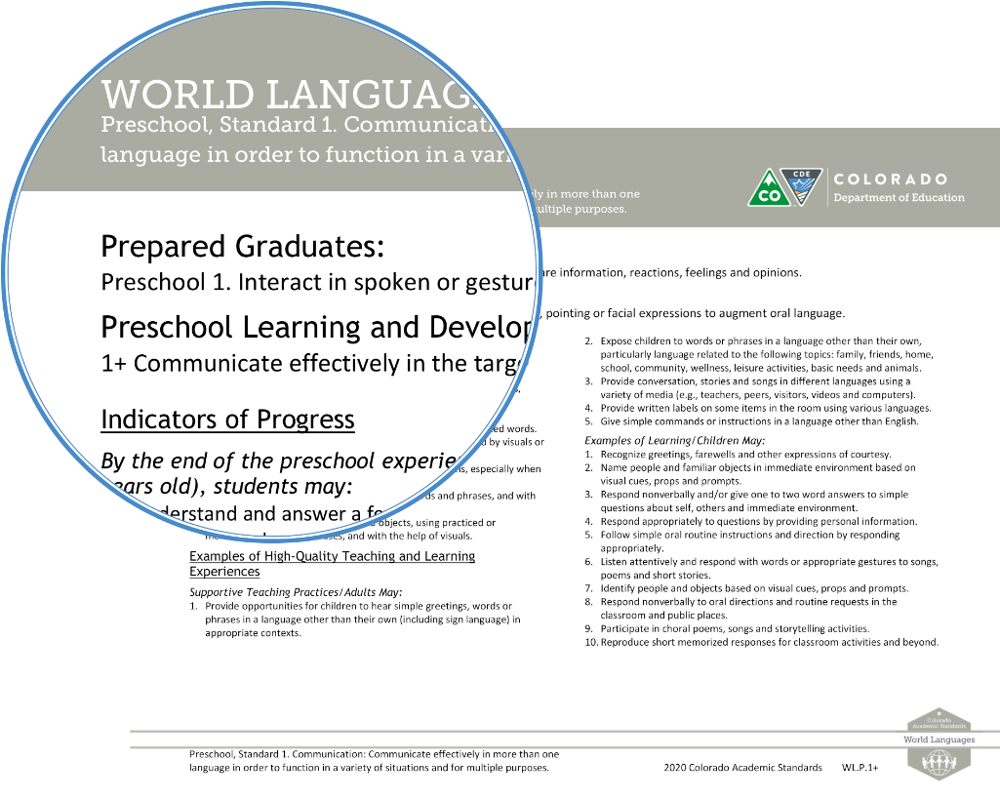 WORLD LANGUAG
Preschool, Standard 1. Communicati
language in order to function in a vari
ly in more than one
ultiple purposes.
CO
CDE
COLORADO
Department of Education
Prepared Graduates:
Preschool 1. Interact in spoken or gestur
are information, reactions, feelings and opinions.
Preschool Learning and Develop
1+ Communicate effectively in the targe
, pointing or facial expressions to augment oral language.
Indicators of Progress
By the end of the preschool experie
years old), students may:
derstand and answer a fe
ed words.
d by visuals or
ns, especially when
ds and phrases, and with
objects, using practiced or
ses, and with the help of visuals.
Examples of High-Quality Teaching and Learning
Experiences
Supportive Teaching Practices/Adults May:
1. Provide opportunities for children to hear simple greetings, words or
phrases in a language other than their own (including sign language) in
appropriate contexts.
2. Expose children to words or phrases in a language other than their own,
particularly language related to the following topics: family, friends, home,
school, community, wellness, leisure activities, basic needs and animals.
3. Provide conversation, stories and songs in different languages using a
variety of media (e.g., teachers, peers, visitors, videos and computers).
4. Provide written labels on some items in the room using various languages.
5. Give simple commands or instructions in a language other than English.
Examples of Learning/Children May:
1. Recognize greetings, farewells and other expressions of courtesy.
2. Name people and familiar objects in immediate environment based on
visual cues, props and prompts.
3. Respond nonverbally and/or give one to two word answers to simple
questions about self, others and immediate environment.
4. Respond appropriately to questions by providing personal information.
5. Follow simple oral routine instructions and direction by responding
appropriately.
6. Listen attentively and respond with words or appropriate gestures to songs,
poems and short stories.
7. Identify people and objects based on visual cues, props and prompts.
8. Respond nonverbally to oral directions and routine requests in the
classroom and public places.
9. Participate in choral poems, songs and storytelling activities.
10. Reproduce short memorized responses for classroom activities and beyond.
Preschool, Standard 1. Communication: Communicate effectively in more than one
language in order to function in a variety of situations and for multiple purposes.
2020 Colorado Academic Standards WL.P.1+
Colorado
Academic Standards
World Languages